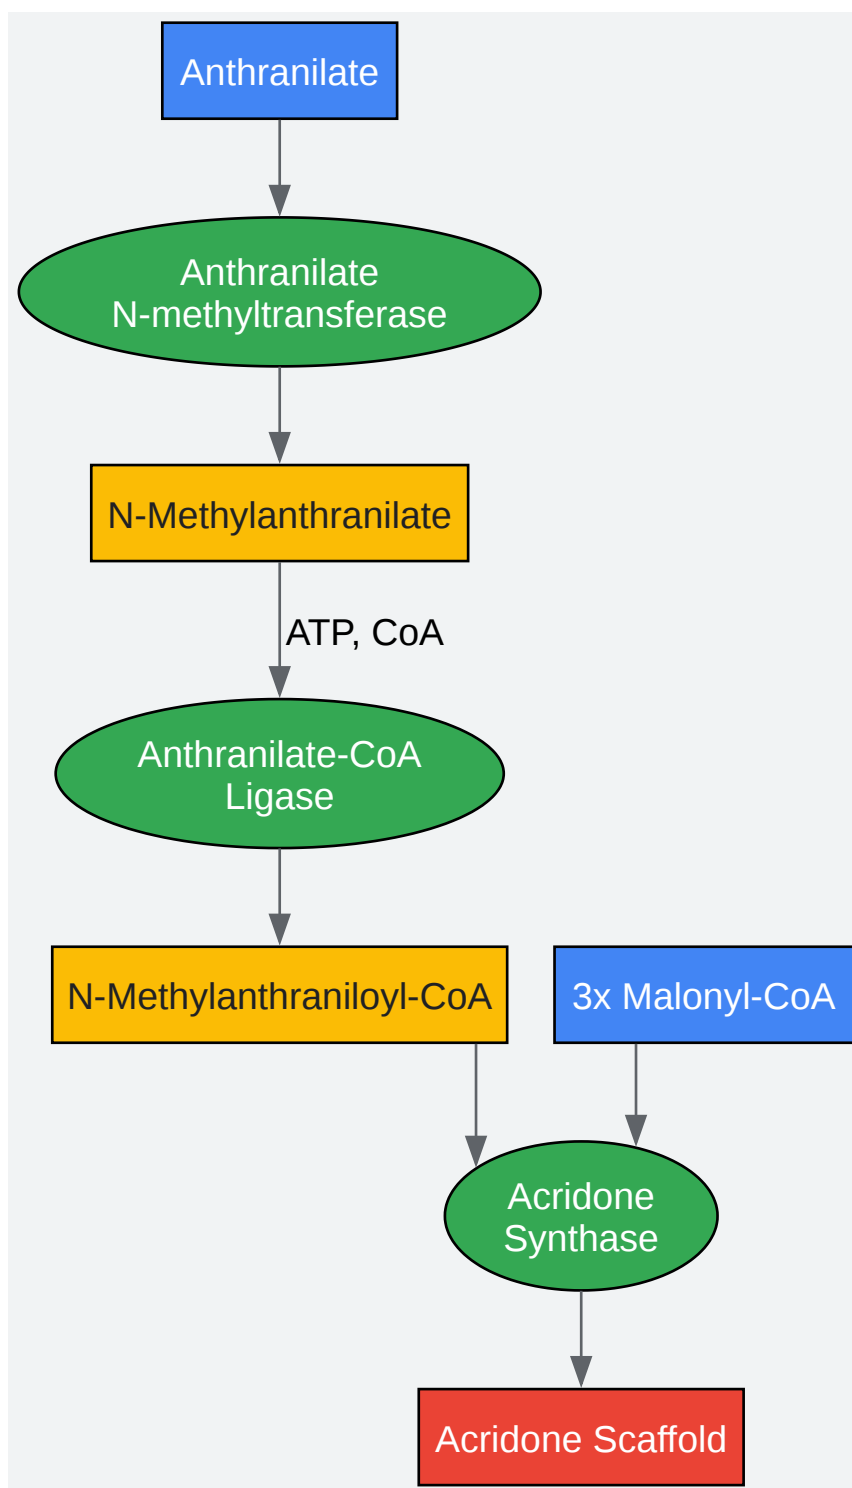 Anthranilate
Anthranilate
N-methyltransferase
N-Methylanthranilate
ATP, CoA
Anthranilate-CoA
Ligase
N-Methylanthraniloyl-CoA
3x Malonyl-CoA
Acridone
Synthase
Acridone Scaffold